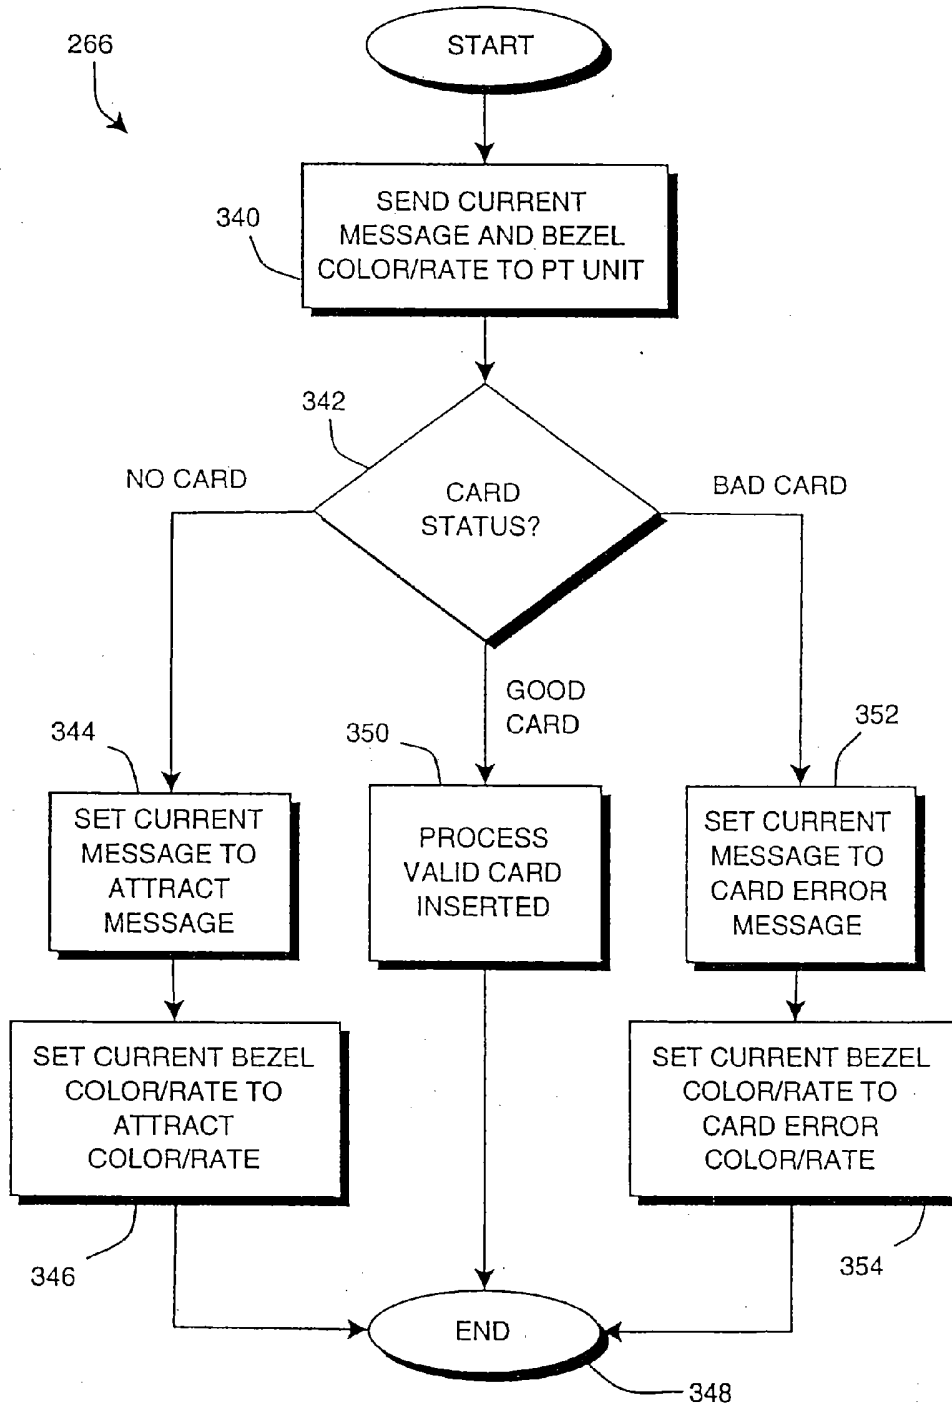 START
266
340
SEND CURRENT
MESSAGE AND BEZEL
COLOR/RATE TO PT UNIT
342
NO CARD
CARD
STATUS?
BAD CARD
GOOD
CARD
344
350
352
SET CURRENT
MESSAGE TO
ATTRACT
MESSAGE
PROCESS
VALID CARD
INSERTED
SET CURRENT
MESSAGE TO
CARD ERROR
MESSAGE
SET CURRENT BEZEL
COLOR/RATE TO
ATTRACT
COLOR/RATE
SET CURRENT BEZEL
COLOR/RATE TO
CARD ERROR
COLOR/RATE
346
354
END
348